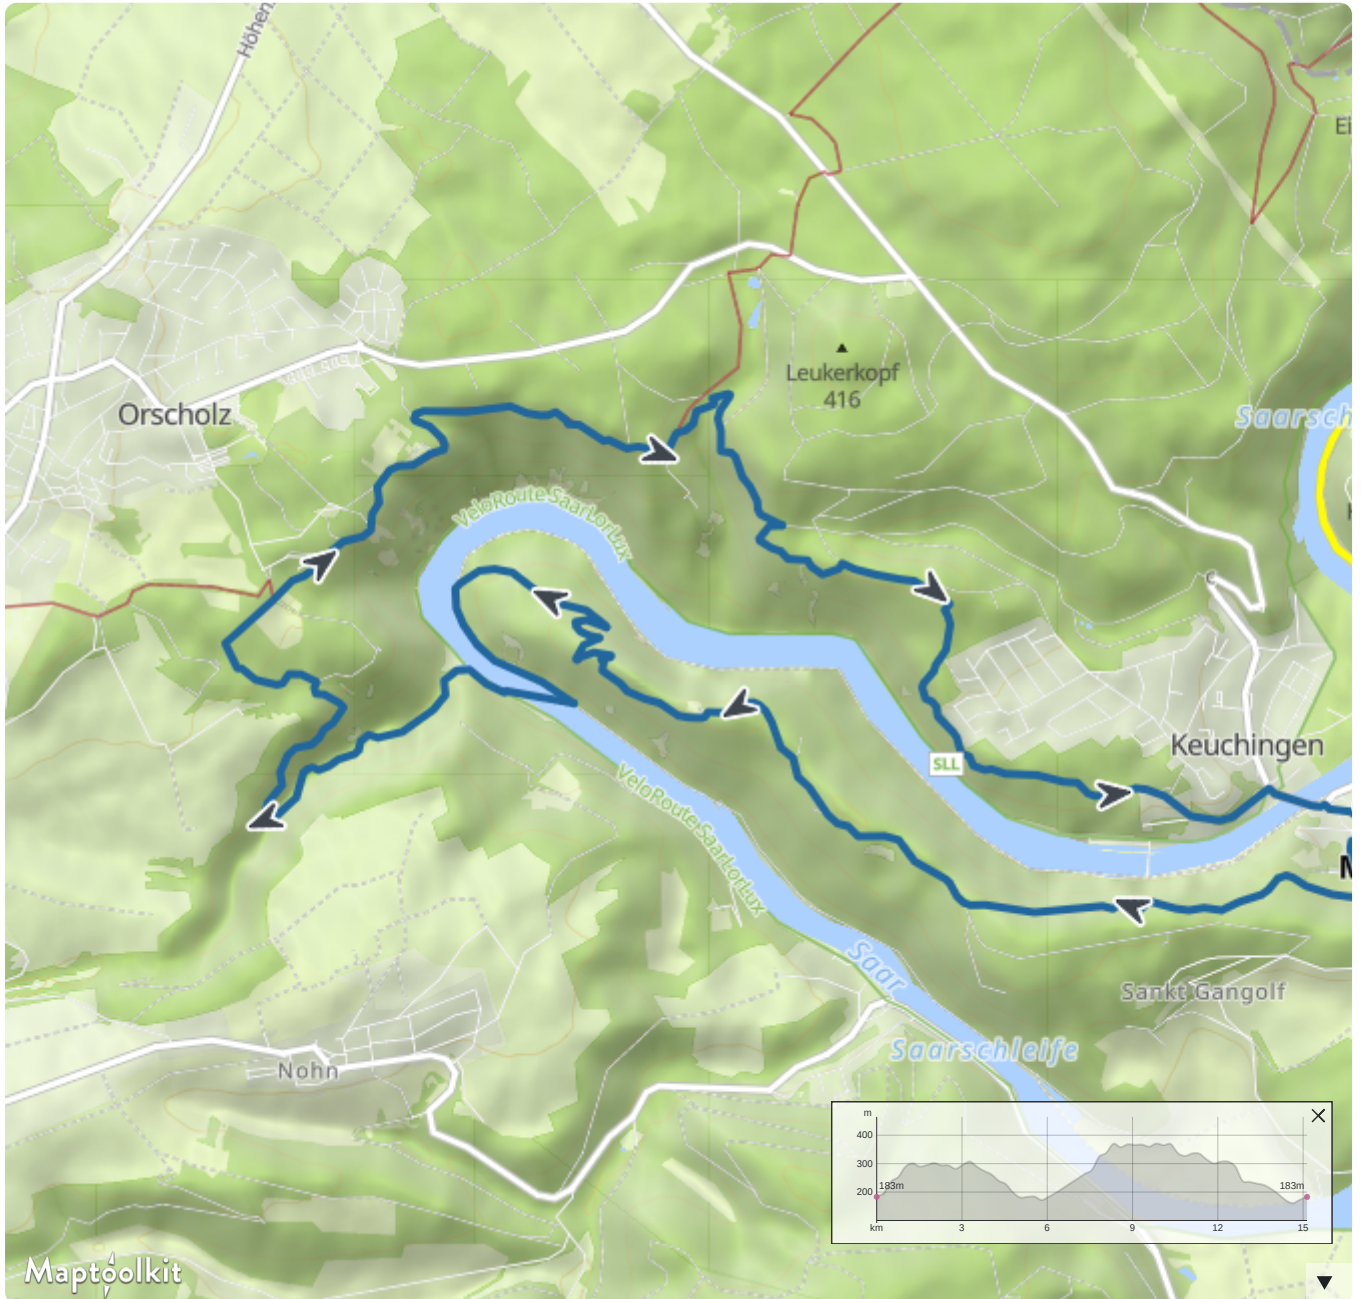 Höhen
Ei
Leukerkopf
416
Orscholz
Saarsch
VeloRoute SaarLorLux
Keuchingen
SLL
VeloRoute SaarLorLux
M
Saar
Sankt Gangolf
Saarschleife
Nohn
m
400
300
200
183m
183m
km
3
6
9
12
15
Maptoolkit